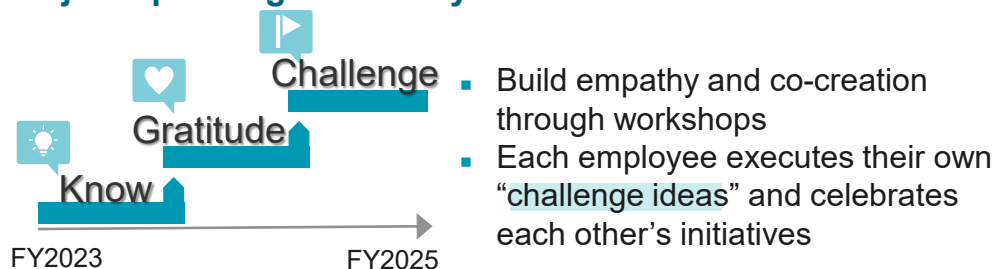 Challenge
Gratitude
Know
FY2023
FY2025
▪ Build empathy and co-creation
through workshops
▪ Each employee executes their own
“challenge ideas” and celebrates
each other’s initiatives